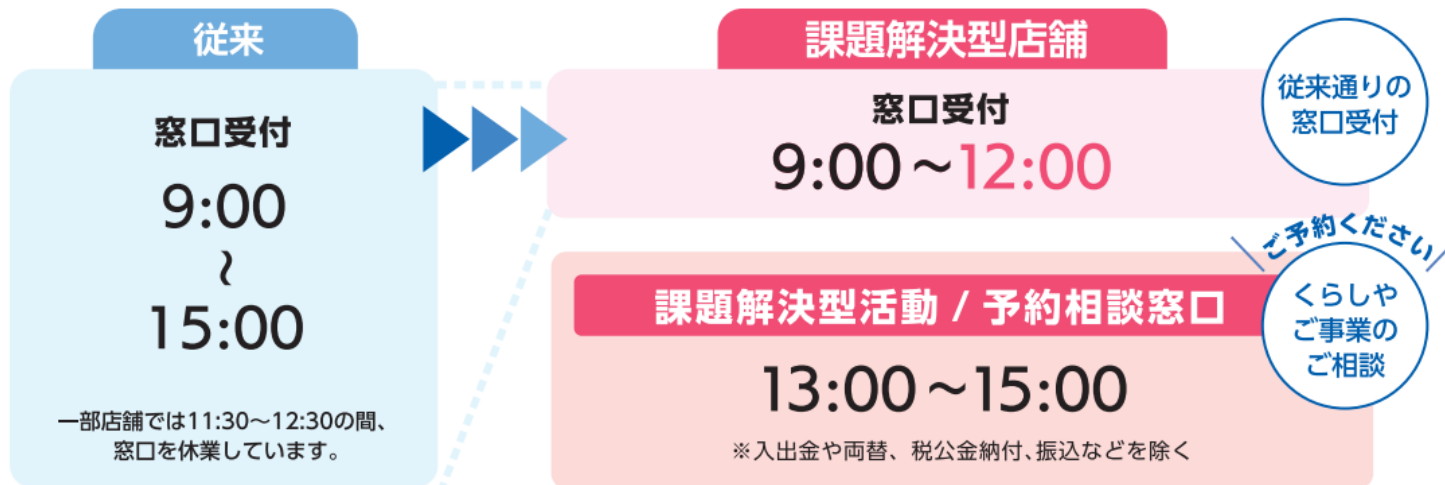 従来
窓口受付
9:00
~
15:00
一部店舗では11:30～12:30の間、
窓口を休業しています。
課題解決型店舗
窓口受付
9:00～12:00
従来通りの
窓口受付
課題解決型活動 / 予約相談窓口
13:00～15:00
※入出金や両替、税公金納付、振込などを除く
ご予約ください
くらしや
ご事業の
ご相談